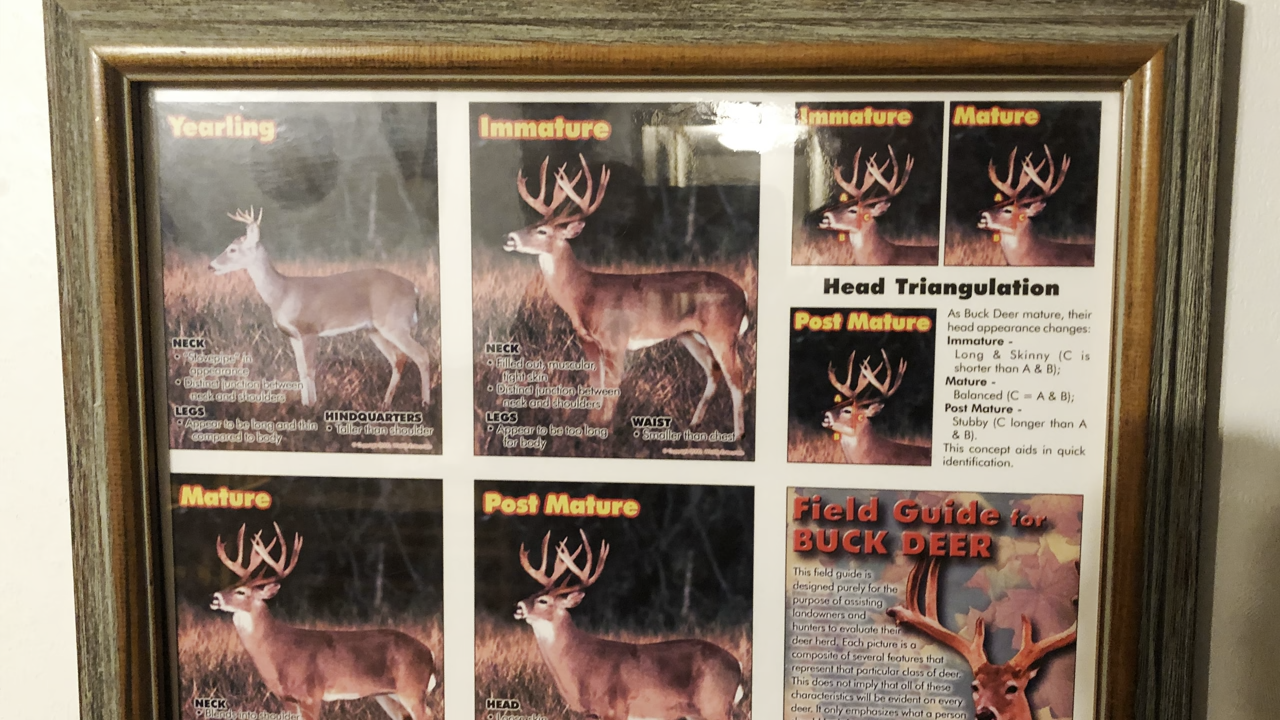 Yearling
NECK
• "Stovepipe" in
appearance
• Distinct junction between
neck and shoulders
LEGS
• Appear to be long and thin
compared to body
HINDQUARTERS
• Taller than shoulder
Immature
NECK
• Filled out, muscular,
tight skin
• Distinct junction between
neck and shoulders
LEGS
• Appear to be too long
for body
WAIST
• Smaller than chest
Immature
A
B
C
Mature
A
B
C
Head Triangulation
Post Mature
A
B
C
As Buck Deer mature, their
head appearance changes:
Immature -
Long & Skinny (C is
shorter than A & B);
Mature -
Balanced (C = A & B);
Post Mature -
Stubby (C longer than A
& B).
This concept aids in quick
identification.
Mature
NECK
• Blends into shoulder
Post Mature
HEAD
Field Guide for
BUCK DEER
This field guide is
designed purely for the
purpose of assisting
landowners and
hunters to evaluate their
deer herd. Each picture is a
composite of several features that
represent that particular class of deer.
This does not imply that all of these
characteristics will be evident on every
deer. It only emphasizes what a person